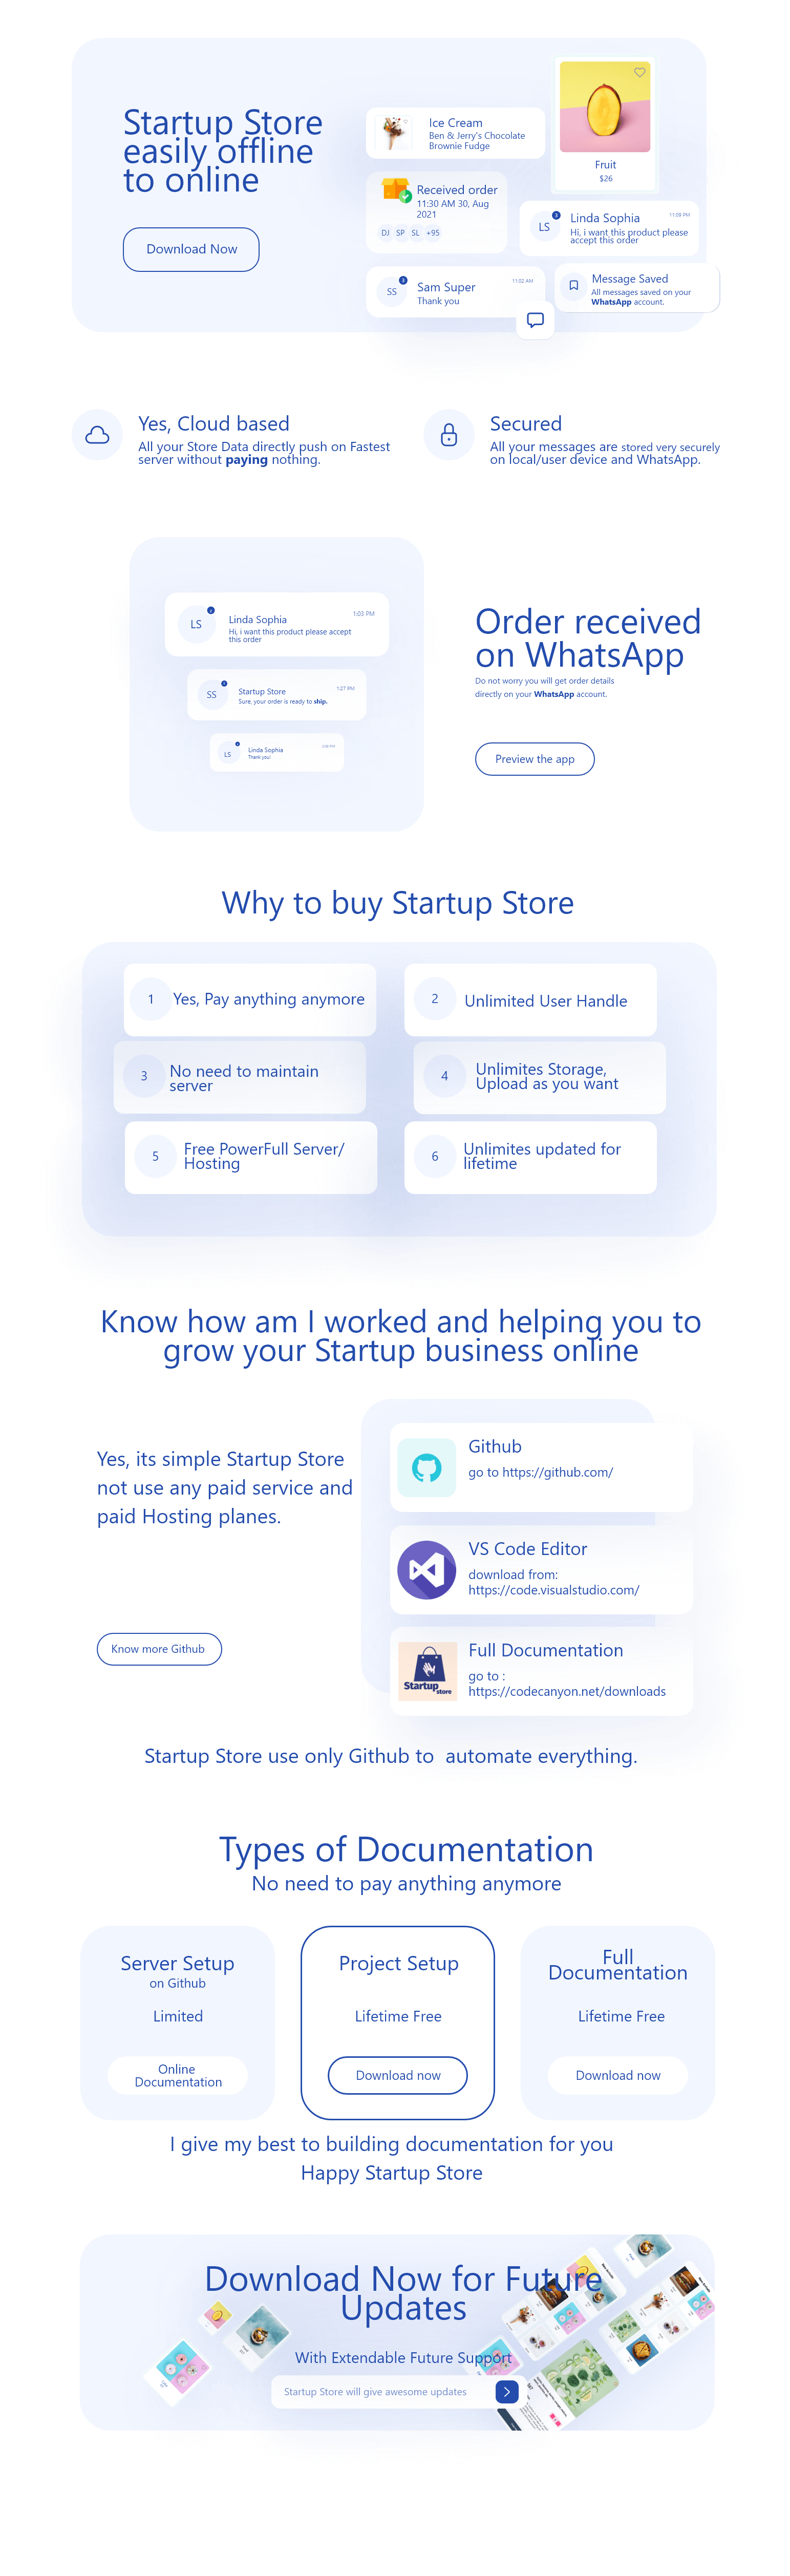 Startup Store
easily offline
to online
Download Now
Ice Cream
Ben & Jerry's Chocolate
Brownie Fudge
Fruit
$26
Received order
11:30 AM 30, Aug
2021
DJ SP SL +95
LS
3
Linda Sophia
11:09 PM
Hi, i want this product please
accept this order
SS
Sam Super
11:02 AM
Thank you
Message Saved
All messages saved on your
WhatsApp account.
Yes, Cloud based
All your Store Data directly push on Fastest
server without paying nothing.
Secured
All your messages are stored very securely
on local/user device and WhatsApp.
LS
Linda Sophia
1:03 PM
Hi, i want this product please accept
this order
SS
Startup Store
1:27 PM
Sure, your order is ready to ship.
LS
Linda Sophia
Thank you!
Order received
on WhatsApp
Do not worry you will get order details
directly on your WhatsApp account.
Preview the app
Why to buy Startup Store
1
Yes, Pay anything anymore
2
Unlimited User Handle
3
No need to maintain
server
4
Unlimites Storage,
Upload as you want
5
Free PowerFull Server/
Hosting
6
Unlimites updated for
lifetime
Know how am I worked and helping you to
grow your Startup business online
Yes, its simple Startup Store
not use any paid service and
paid Hosting planes.
Know more Github
Github
go to https://github.com/
VS Code Editor
download from:
https://code.visualstudio.com/
Startup
store
Full Documentation
go to :
https://codecanyon.net/downloads
Startup Store use only Github to  automate everything.
Types of Documentation
No need to pay anything anymore
Server Setup
on Github
Limited
Online
Documentation
Project Setup
Lifetime Free
Download now
Full
Documentation
Lifetime Free
Download now
I give my best to building documentation for you
Happy Startup Store
Download Now for Future
Updates
With Extendable Future Support
Startup Store will give awesome updates